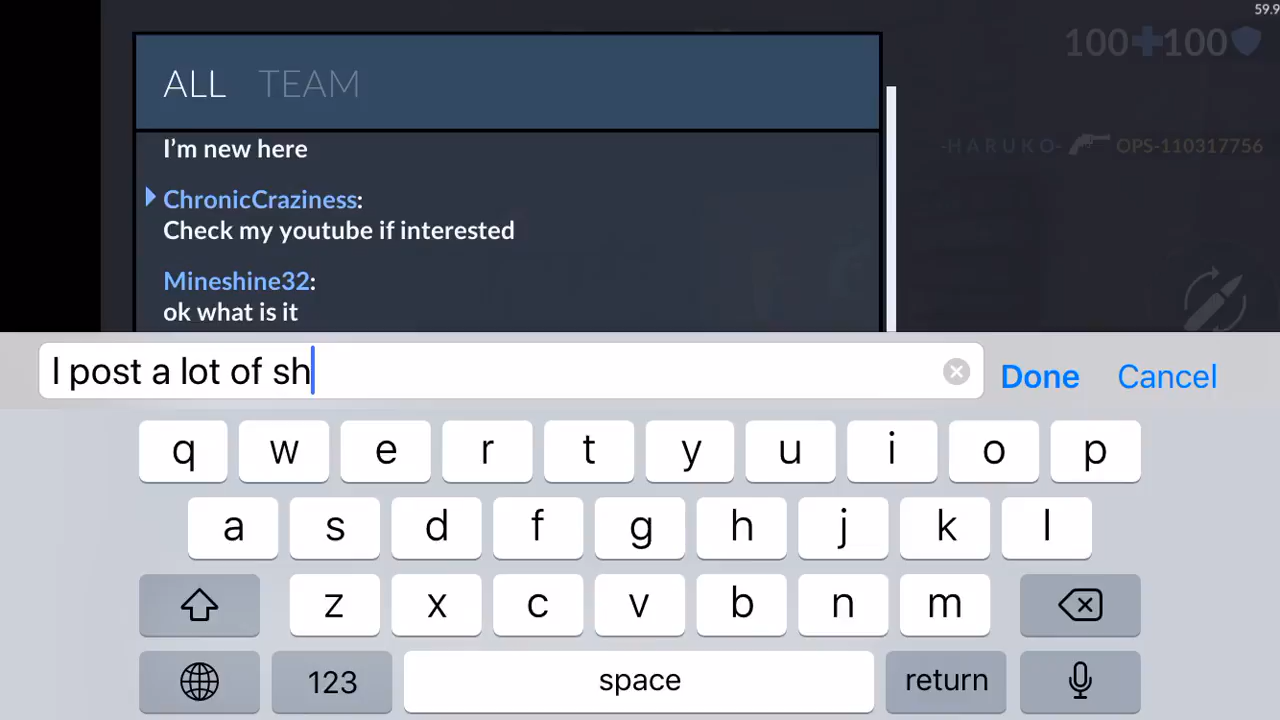 59.9
100 100
ALL TEAM
I'm new here
-HARUKO- OPS-110317756
ChronicCraziness:
Check my youtube if interested
Mineshine32:
ok what is it
I post a lot of sh
Done Cancel
q w e r t y u i o p
a s d f g h j k l
z x c v b n m
123 space return